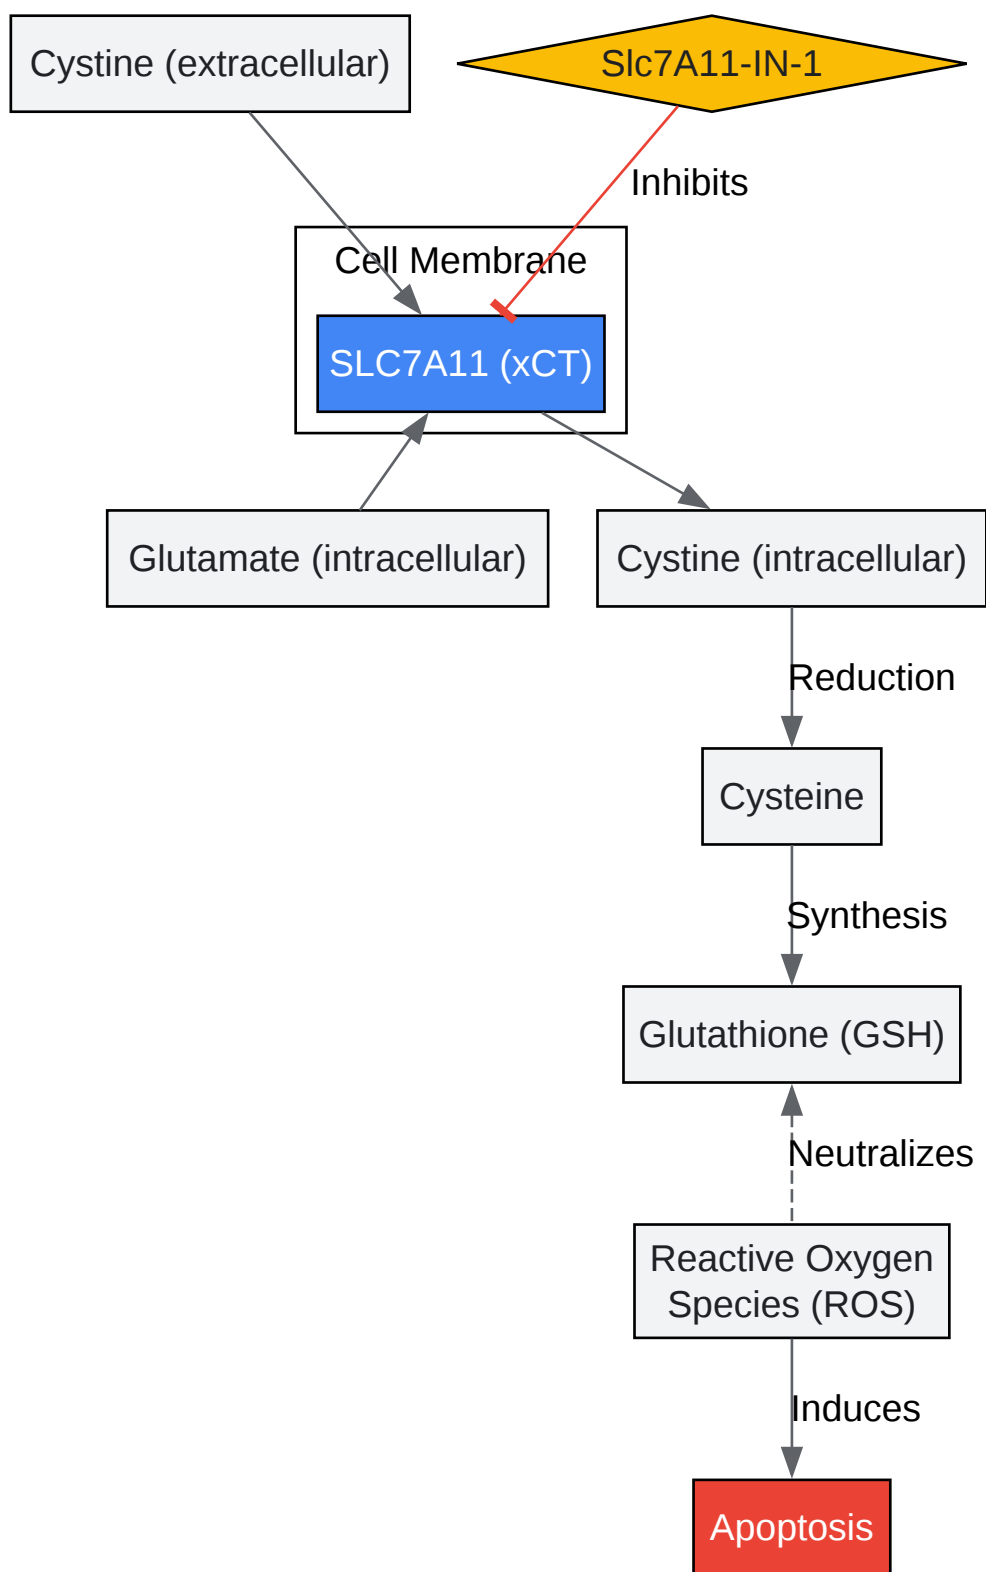 Cystine (extracellular)
Slc7A11-IN-1
Inhibits
Cell Membrane
SLC7A11 (xCT)
Glutamate (intracellular)
Cystine (intracellular)
Reduction
Cysteine
Synthesis
Glutathione (GSH)
Neutralizes
Reactive Oxygen
Species (ROS)
Induces
Apoptosis